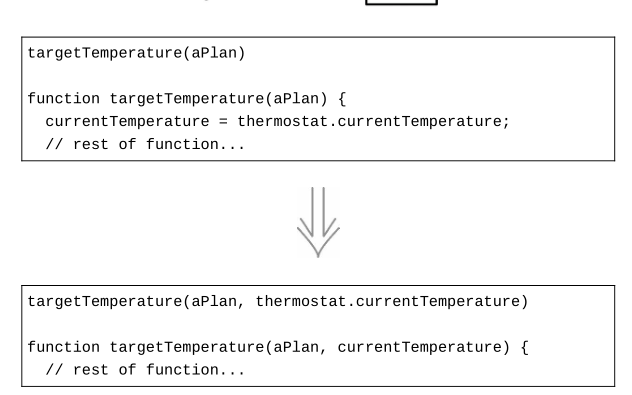 targetTemperature(aPlan)
function targetTemperature(aPlan) {
currentTemperature = thermostat.currentTemperature;
// rest of function...
targetTemperature(aPlan, thermostat.currentTemperature)
function targetTemperature(aPlan, currentTemperature) {
// rest of function...